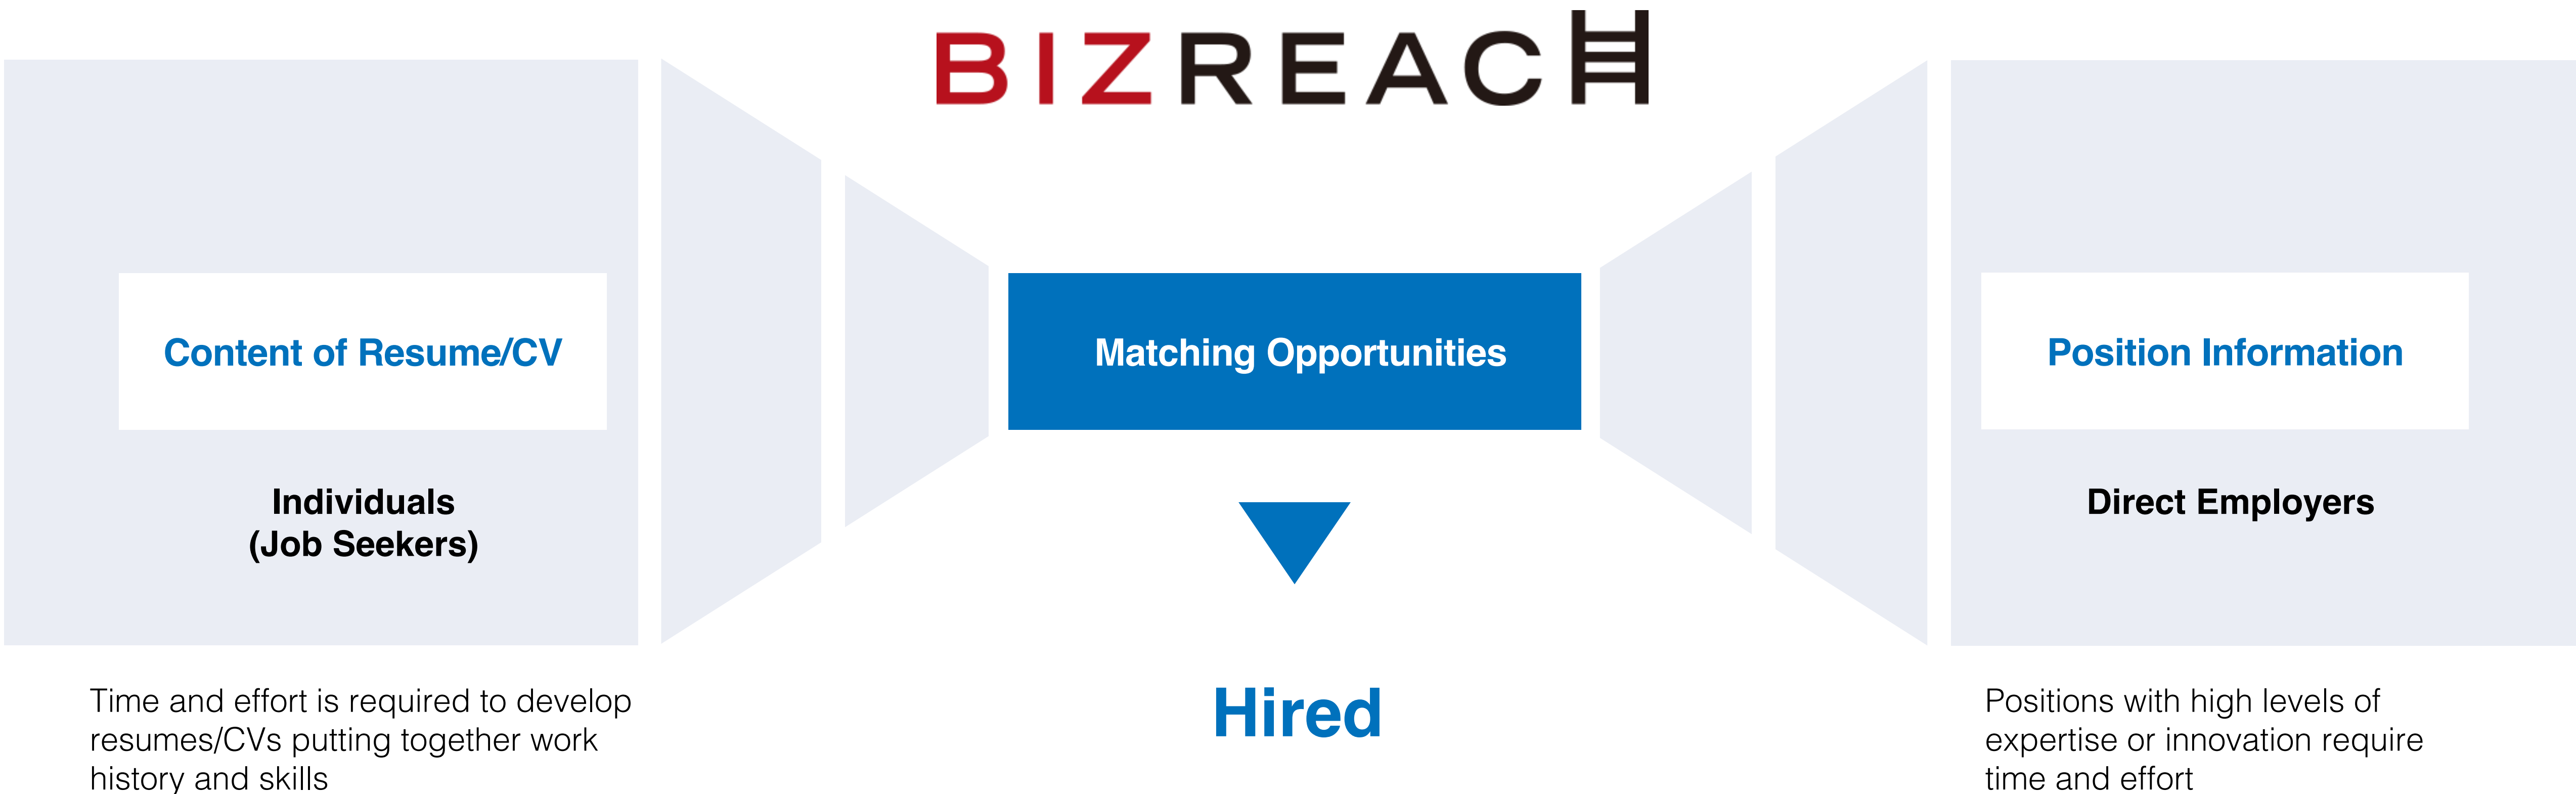 BIZREACH
Content of Resume/CV
Individuals
(Job Seekers)
Time and effort is required to develop
resumes/CVs putting together work
history and skills
Matching Opportunities
Hired
Position Information
Direct Employers
Positions with high levels of
expertise or innovation require
time and effort